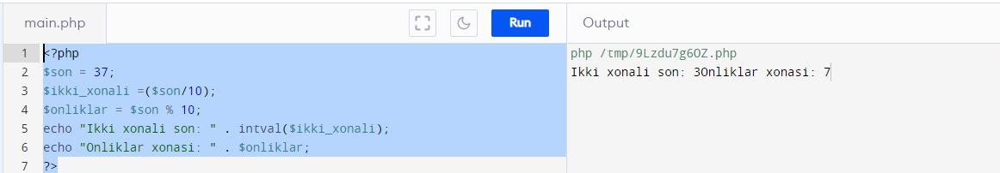 main.php
Run
Output
1 <?php
2 $son = 37;
3 $ikki_xonali =($son/10);
4 $onliklar = $son % 10;
5 echo "Ikki xonali son: " . intval($ikki_xonali);
6 echo "Onliklar xonasi: " . $onliklar;
7 ?>
php /tmp/9Lzdu7g6OZ.php
Ikki xonali son: 3Onliklar xonasi: 7